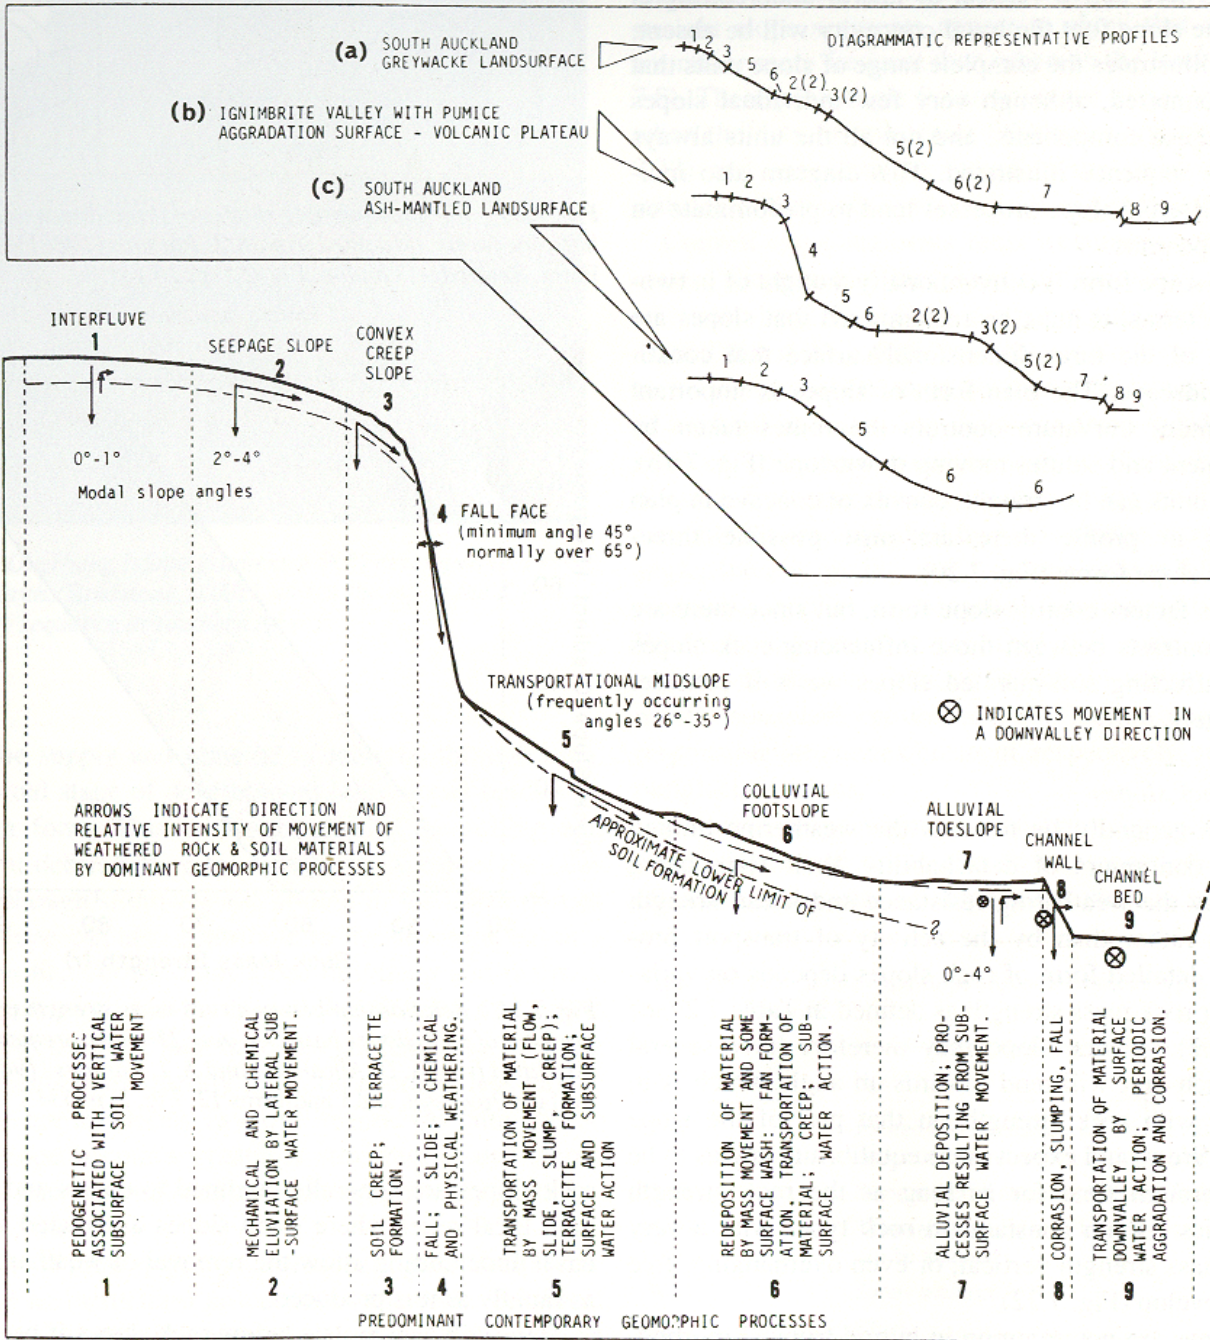 (a) SOUTH AUCKLAND
GREYWACKE LANDSURFACE
DIAGRAMMATIC REPRESENTATIVE PROFILES
1 2 3 5 6 2(2) 3(2) 5(2) 6(2) 7 8 9
(b) IGNIMBRITE VALLEY WITH PUMICE
AGGRADATION SURFACE - VOLCANIC PLATEAU
1 2 3 4 5 6 2(2) 3(2) 5(2) 7 8 9
(c) SOUTH AUCKLAND
ASH-MANTLED LANDSURFACE
1 2 3 5 6 6
INTERFLUVE
1
0°-1°
Modal slope angles
SEEPAGE SLOPE
2
2°-4°
CONVEX
CREEP
SLOPE
3
4 FALL FACE
(minimum angle 45°
normally over 65°)
TRANSPORTATIONAL MIDSLOPE
(frequently occurring
angles 26°-35°)
5
INDICATES MOVEMENT IN
A DOWNVALLEY DIRECTION
ARROWS INDICATE DIRECTION AND
RELATIVE INTENSITY OF MOVEMENT OF
WEATHERED ROCK & SOIL MATERIALS
BY DOMINANT GEOMORPHIC PROCESSES
COLLUVIAL
FOOTSLOPE
6
APPROXIMATE LOWER LIMIT OF
SOIL FORMATION
?
ALLUVIAL
TOESLOPE
7
0°-4°
CHANNEL
WALL
8
CHANNEL
BED
9
PEDOGENETIC PROCESSES
ASSOCIATED WITH VERTICAL
SUBSURFACE SOIL WATER
MOVEMENT
1
MECHANICAL AND CHEMICAL
ELUVIATION BY LATERAL SUB
-SURFACE WATER MOVEMENT.
2
SOIL CREEP; TERRACETTE
FORMATION.
3
FALL; SLIDE; CHEMICAL
AND PHYSICAL WEATHERING.
4
TRANSPORTATION OF MATERIAL
BY MASS MOVEMENT (FLOW,
SLIDE, SLUMP, CREEP);
TERRACETTE FORMATION;
SURFACE AND SUBSURFACE
WATER ACTION
5
REDEPOSITION OF MATERIAL
BY MASS MOVEMENT AND SOME
SURFACE WASH; FAN FORM-
ATION. TRANSPORTATION OF
MATERIAL; CREEP; SUB-
SURFACE WATER ACTION.
6
ALLUVIAL DEPOSITION; PRO-
CESSES RESULTING FROM SUB-
SURFACE WATER MOVEMENT
7
CORRASION, SLUMPING, FALL
8
TRANSPORTATION OF MATERIAL
DOWNVALLEY BY SURFACE
WATER ACTION; PERIODIC
AGGRADATION AND CORRASION.
9
PREDOMINANT CONTEMPORARY GEOMORPHIC PROCESSES